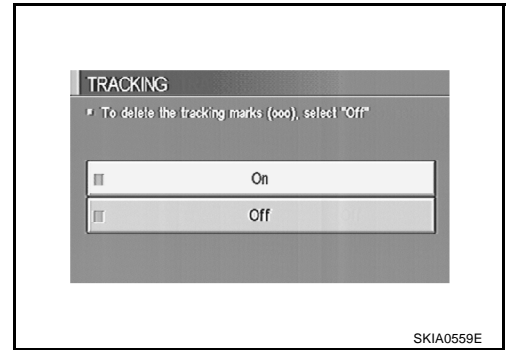 TRACKING
To delete the tracking marks (ooo), select "Off"
On
Off
SKIA0559E